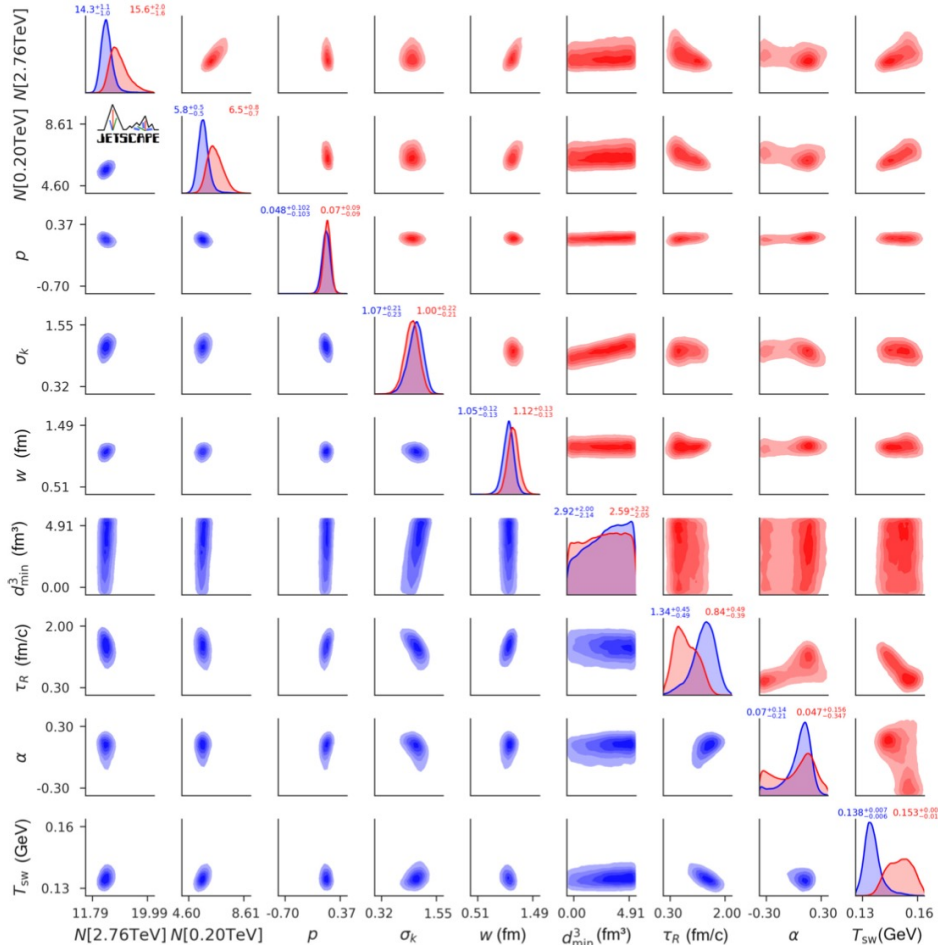 14.3+1.1−1.0 15.6+2.0−1.6
N[2.76TeV]
5.8+.5−.5 6.5+.8−.7
N[0.20TeV]
8.61
4.60
JETSCAPE
0.048+0.102−0.103 0.07+0.09−0.09
p
0.37
-0.70
1.07+0.21−0.23 1.00+0.22−0.21
σk
1.55
0.32
1.05+0.12−0.13 1.12+0.13−0.13
w (fm)
1.49
0.51
2.92+2.00−2.14 2.59+2.32−2.05
d³min (fm³)
4.91
0.00
1.34+0.45−0.49 0.84+0.49−0.39
τR (fm/c)
2.00
0.30
0.07+0.14−0.21 0.047+0.156−0.347
α
0.30
-0.30
0.138+0.007−0.006 0.153+0.00−0.01
Tsw (GeV)
0.16
0.13
11.79 19.99 4.60 8.61 -0.70 0.37 0.32 1.55 0.51 1.49 0.00 4.91 0.30 2.00 -0.30 0.30 0.13 0.16
N[2.76TeV] N[0.20TeV] p σk w (fm) d³min (fm³) τR (fm/c) α Tsw(GeV)